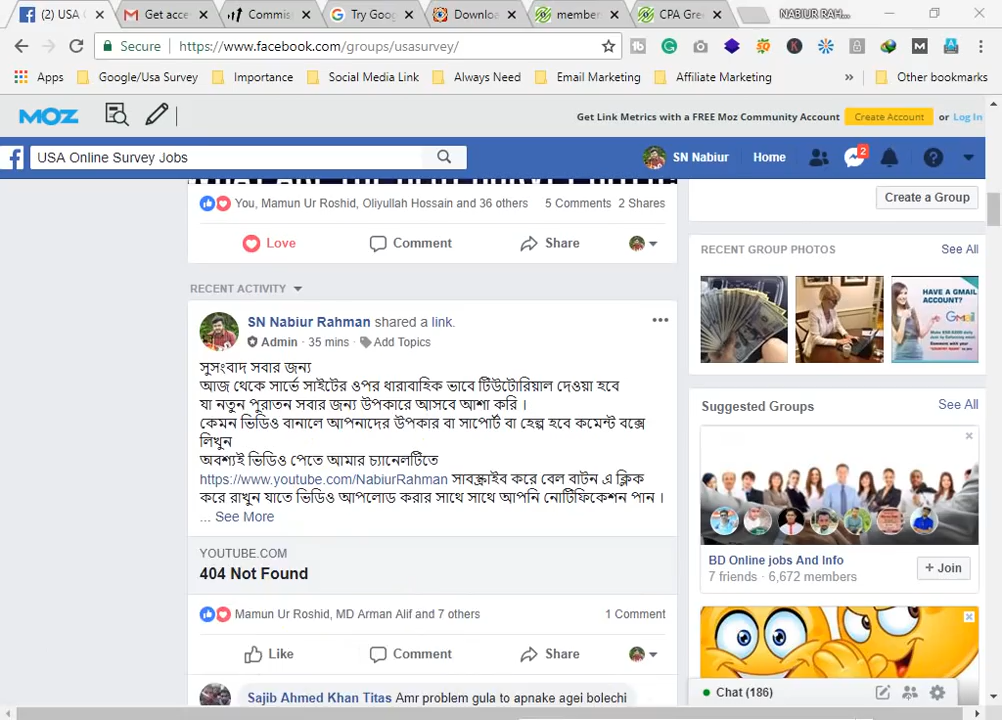 (2) USA
Get acce
Commis
Try Goog
Downloa
member
CPA Gre
NABIUR RAH...
Secure
https://www.facebook.com/groups/usasurvey/
Apps
Google/Usa Survey
Importance
Social Media Link
Always Need
Email Marketing
Affiliate Marketing
»
Other bookmarks
MOZ
Get Link Metrics with a FREE Moz Community Account
Create Account
or Log In
USA Online Survey Jobs
SN Nabiur
Home
2
You, Mamun Ur Roshid, Oliyullah Hossain and 36 others
5 Comments 2 Shares
Love
Comment
Share
RECENT ACTIVITY
SN Nabiur Rahman shared a link.
Admin · 35 mins · Add Topics
সুসংবাদ সবার জন্য
আজ থেকে সার্ভে সাইটের ওপর ধারাবাহিক ভাবে টিউটোরিয়াল দেওয়া হবে
যা নতুন পুরাতন সবার জন্য উপকারে আসবে আশা করি ।
কেমন ভিডিও বানালে আপনাদের উপকার বা সাপোর্ট বা হেল্প হবে কমেন্ট বক্সে
লিখুন
অবশ্যই ভিডিও পেতে আমার চ্যানেলটিতে
https://www.youtube.com/NabiurRahman সাবস্ক্রাইব করে বেল বাটন এ ক্লিক
করে রাখুন যাতে ভিডিও আপলোড করার সাথে সাথে আপনি নোটিফিকেশন পান ।
... See More
YOUTUBE.COM
404 Not Found
Mamun Ur Roshid, MD Arman Alif and 7 others
1 Comment
Like
Comment
Share
Sajib Ahmed Khan Titas Amr problem gula to apnake agei bolechi
Create a Group
RECENT GROUP PHOTOS
See All
HAVE A GMAIL
ACCOUNT?
Gmail
Suggested Groups
See All
BD Online jobs And Info
7 friends · 6,672 members
+ Join
Chat (186)